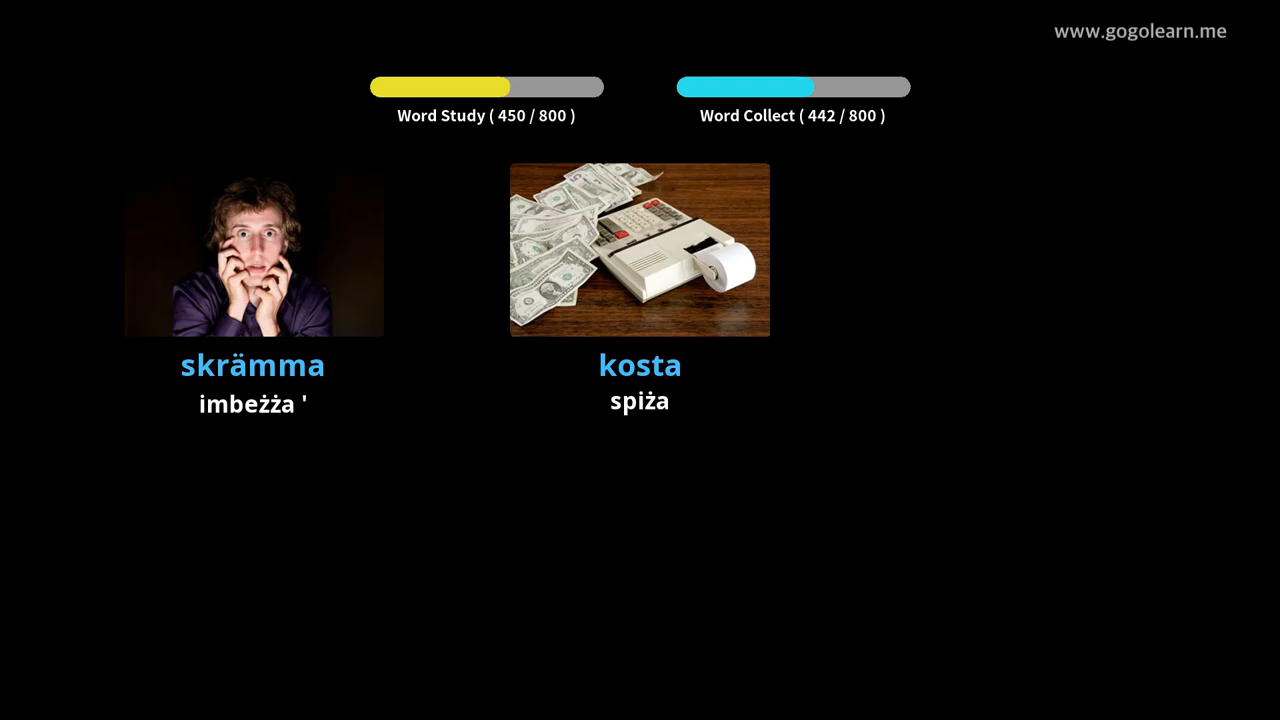 www.gogolearn.me
Word Study ( 450 / 800 )
Word Collect ( 442 / 800 )
skrämma
imbeżża '
kosta
spiża